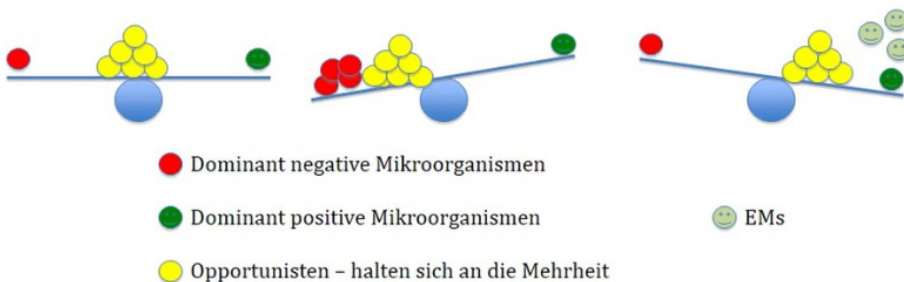 Dominant negative Mikroorganismen
Dominant positive Mikroorganismen
EMs
Opportunisten – halten sich an die Mehrheit